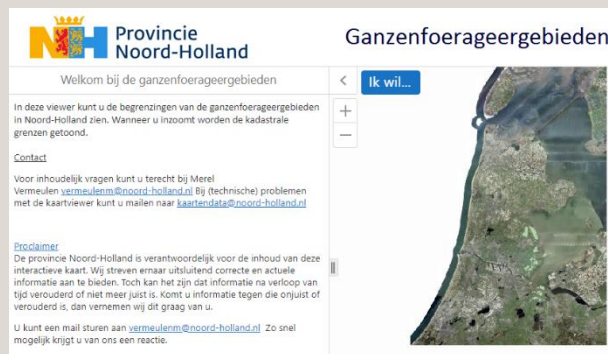 Provincie
Noord-Holland
Ganzenfoerageergebieden
Welkom bij de ganzenfoerageergebieden
Ik wil...
In deze viewer kunt u de begrenzingen van de ganzenfoerageergebieden
in Noord-Holland zien. Wanneer u inzoomt worden de kadastrale
grenzen getoond.
Contact
Voor inhoudelijk vragen kunt u terecht bij Merel
Vermeulen vermeulenm@noord-holland.nl Bij (technische) problemen
met de kaartviewer kunt u mailen naar kaartendata@noord-holland.nl
Proclaimer
De provincie Noord-Holland is verantwoordelijk voor de inhoud van deze
interactieve kaart. Wij streven ernaar uitsluitend correcte en actuele
informatie aan te bieden. Toch kan het zijn dat informatie na verloop van
tijd verouderd of niet meer juist is. Komt u informatie tegen die onjuist of
verouderd is, dan vernemen wij dit graag van u.
U kunt een mail sturen aan vermeulenm@noord-holland.nl Zo snel
mogelijk krijgt u van ons een reactie.